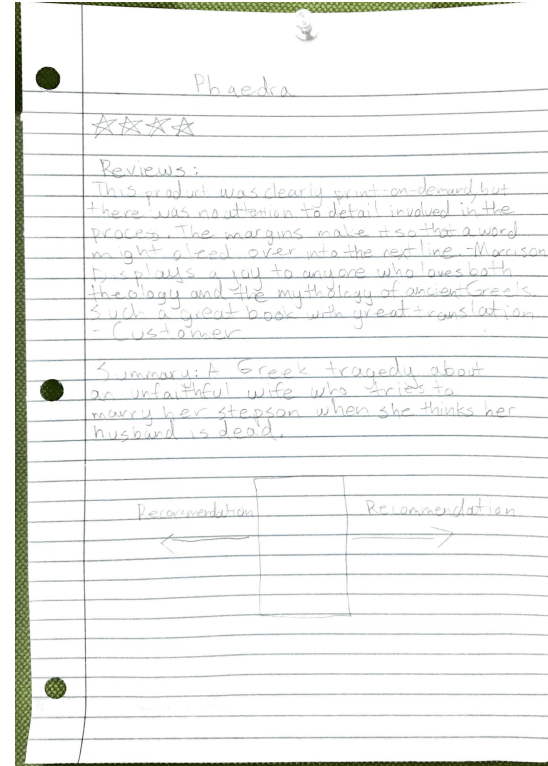 Phaedra
Reviews:
This product was clearly print-on-demand, but
there was no attention to detail involved in the
process. The margins make it so that a word
might bleed over into the next line. -Morrison
Displays a joy to anyone who loves both
theology and the mythology of ancient Greeks.
Such a great book with great translation
- Customer
Summary: A Greek tragedy about
an unfaithful wife who tries to
marry her stepson when she thinks her
husband is dead.
Recommendation Recommendation